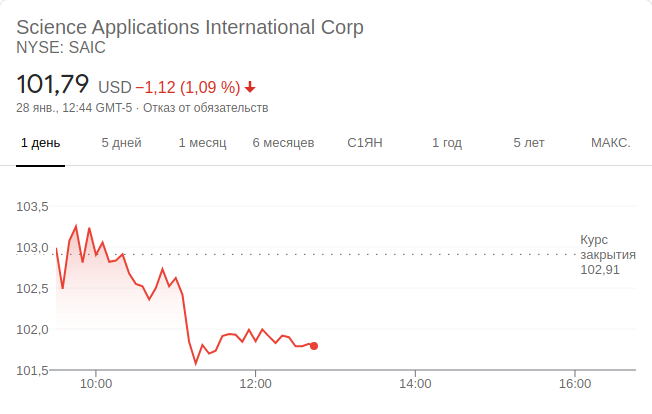 Science Applications International Corp
NYSE: SAIC
101,79 USD −1,12 (1,09 %)
28 янв., 12:44 GMT-5 · Отказ от обязательств
1 день 5 дней 1 месяц 6 месяцев С1ЯН 1 год 5 лет МАКС.
103,5
103,0
102,5
102,0
101,5
Курс
закрытия
102,91
10:00 12:00 14:00 16:00